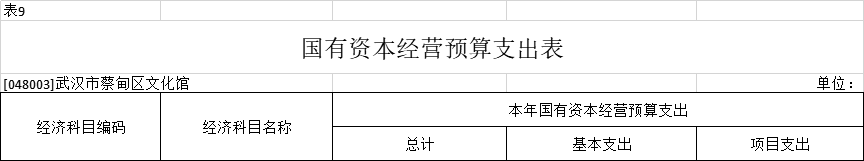 表9
国有资本经营预算支出表
[048003]武汉市蔡甸区文化馆 单位：
经济科目编码 经济科目名称 本年国有资本经营预算支出
总计 基本支出 项目支出